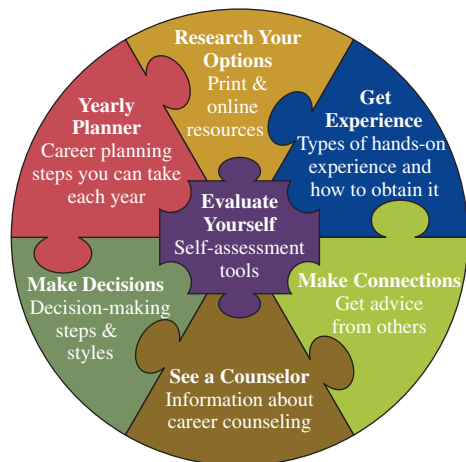 Research Your
Options
Print &
online
resources
Get
Experience
Types of hands-on
experience and
how to obtain it
Yearly
Planner
Career planning
steps you can take
each year
Evaluate
Yourself
Self-assessment
tools
Make Decisions
Decision-making
steps &
styles
Make Connections
Get advice
from others
See a Counselor
Information about
career counseling